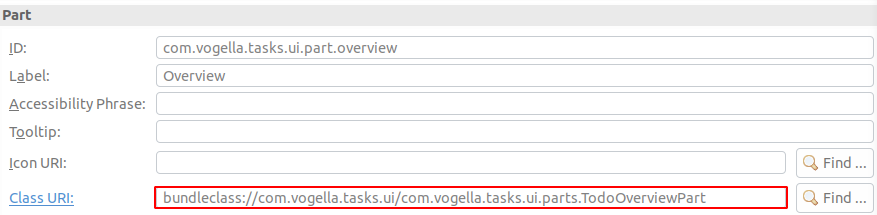 Part
ID: com.vogella.tasks.ui.part.overview
Label: Overview
Accessibility Phrase:
Tooltip:
Icon URI: Find ...
Class URI: bundleclass://com.vogella.tasks.ui/com.vogella.tasks.ui.parts.TodoOverviewPart Find ...